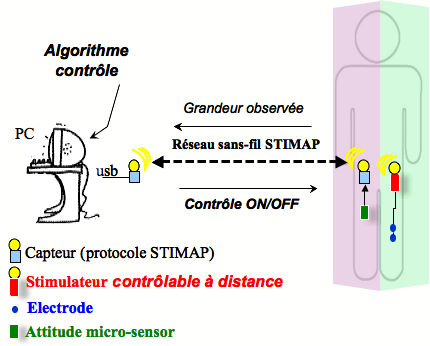 Algorithme
contrôle
Grandeur observée
PC
Réseau sans-fil STIMAP
usb
Contrôle ON/OFF
Capteur (protocole STIMAP)
Stimulateur contrôlable à distance
Electrode
Attitude micro-sensor